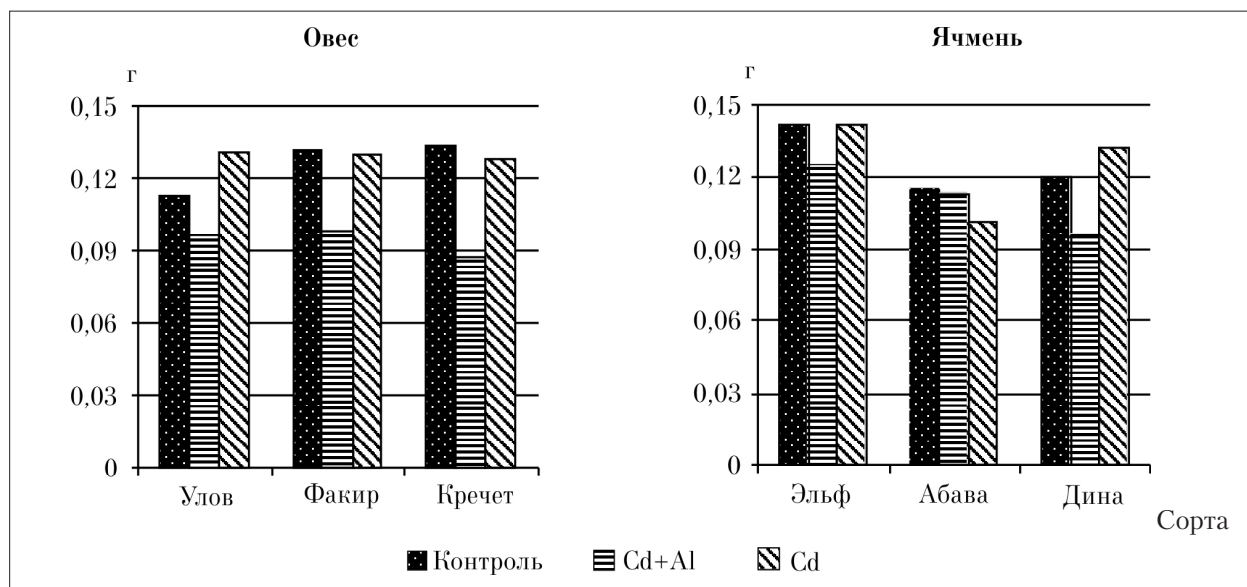 Овес
Ячмень
г
0,15
0,12
0,09
0,06
0,03
0
Улов Факир Кречет
г
0,15
0,12
0,09
0,06
0,03
0
Эльф Абава Дина
Сорта
Контроль Cd+Al Cd